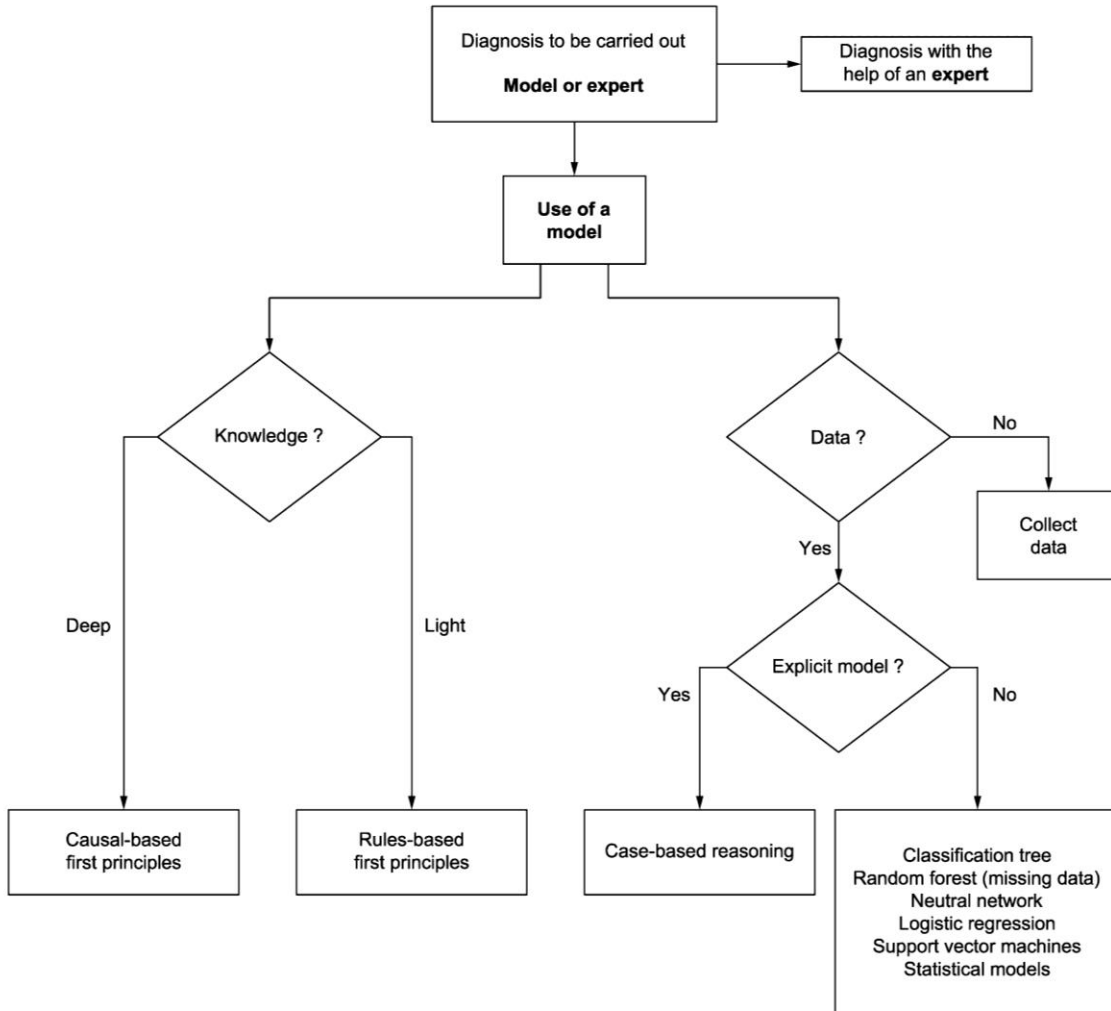 Diagnosis to be carried out
Model or expert
Diagnosis with the
help of an expert
Use of a
model
Knowledge ?
Data ?
No
Collect
data
Yes
Deep
Light
Explicit model ?
Yes
No
Causal-based
first principles
Rules-based
first principles
Case-based reasoning
Classification tree
Random forest (missing data)
Neutral network
Logistic regression
Support vector machines
Statistical models